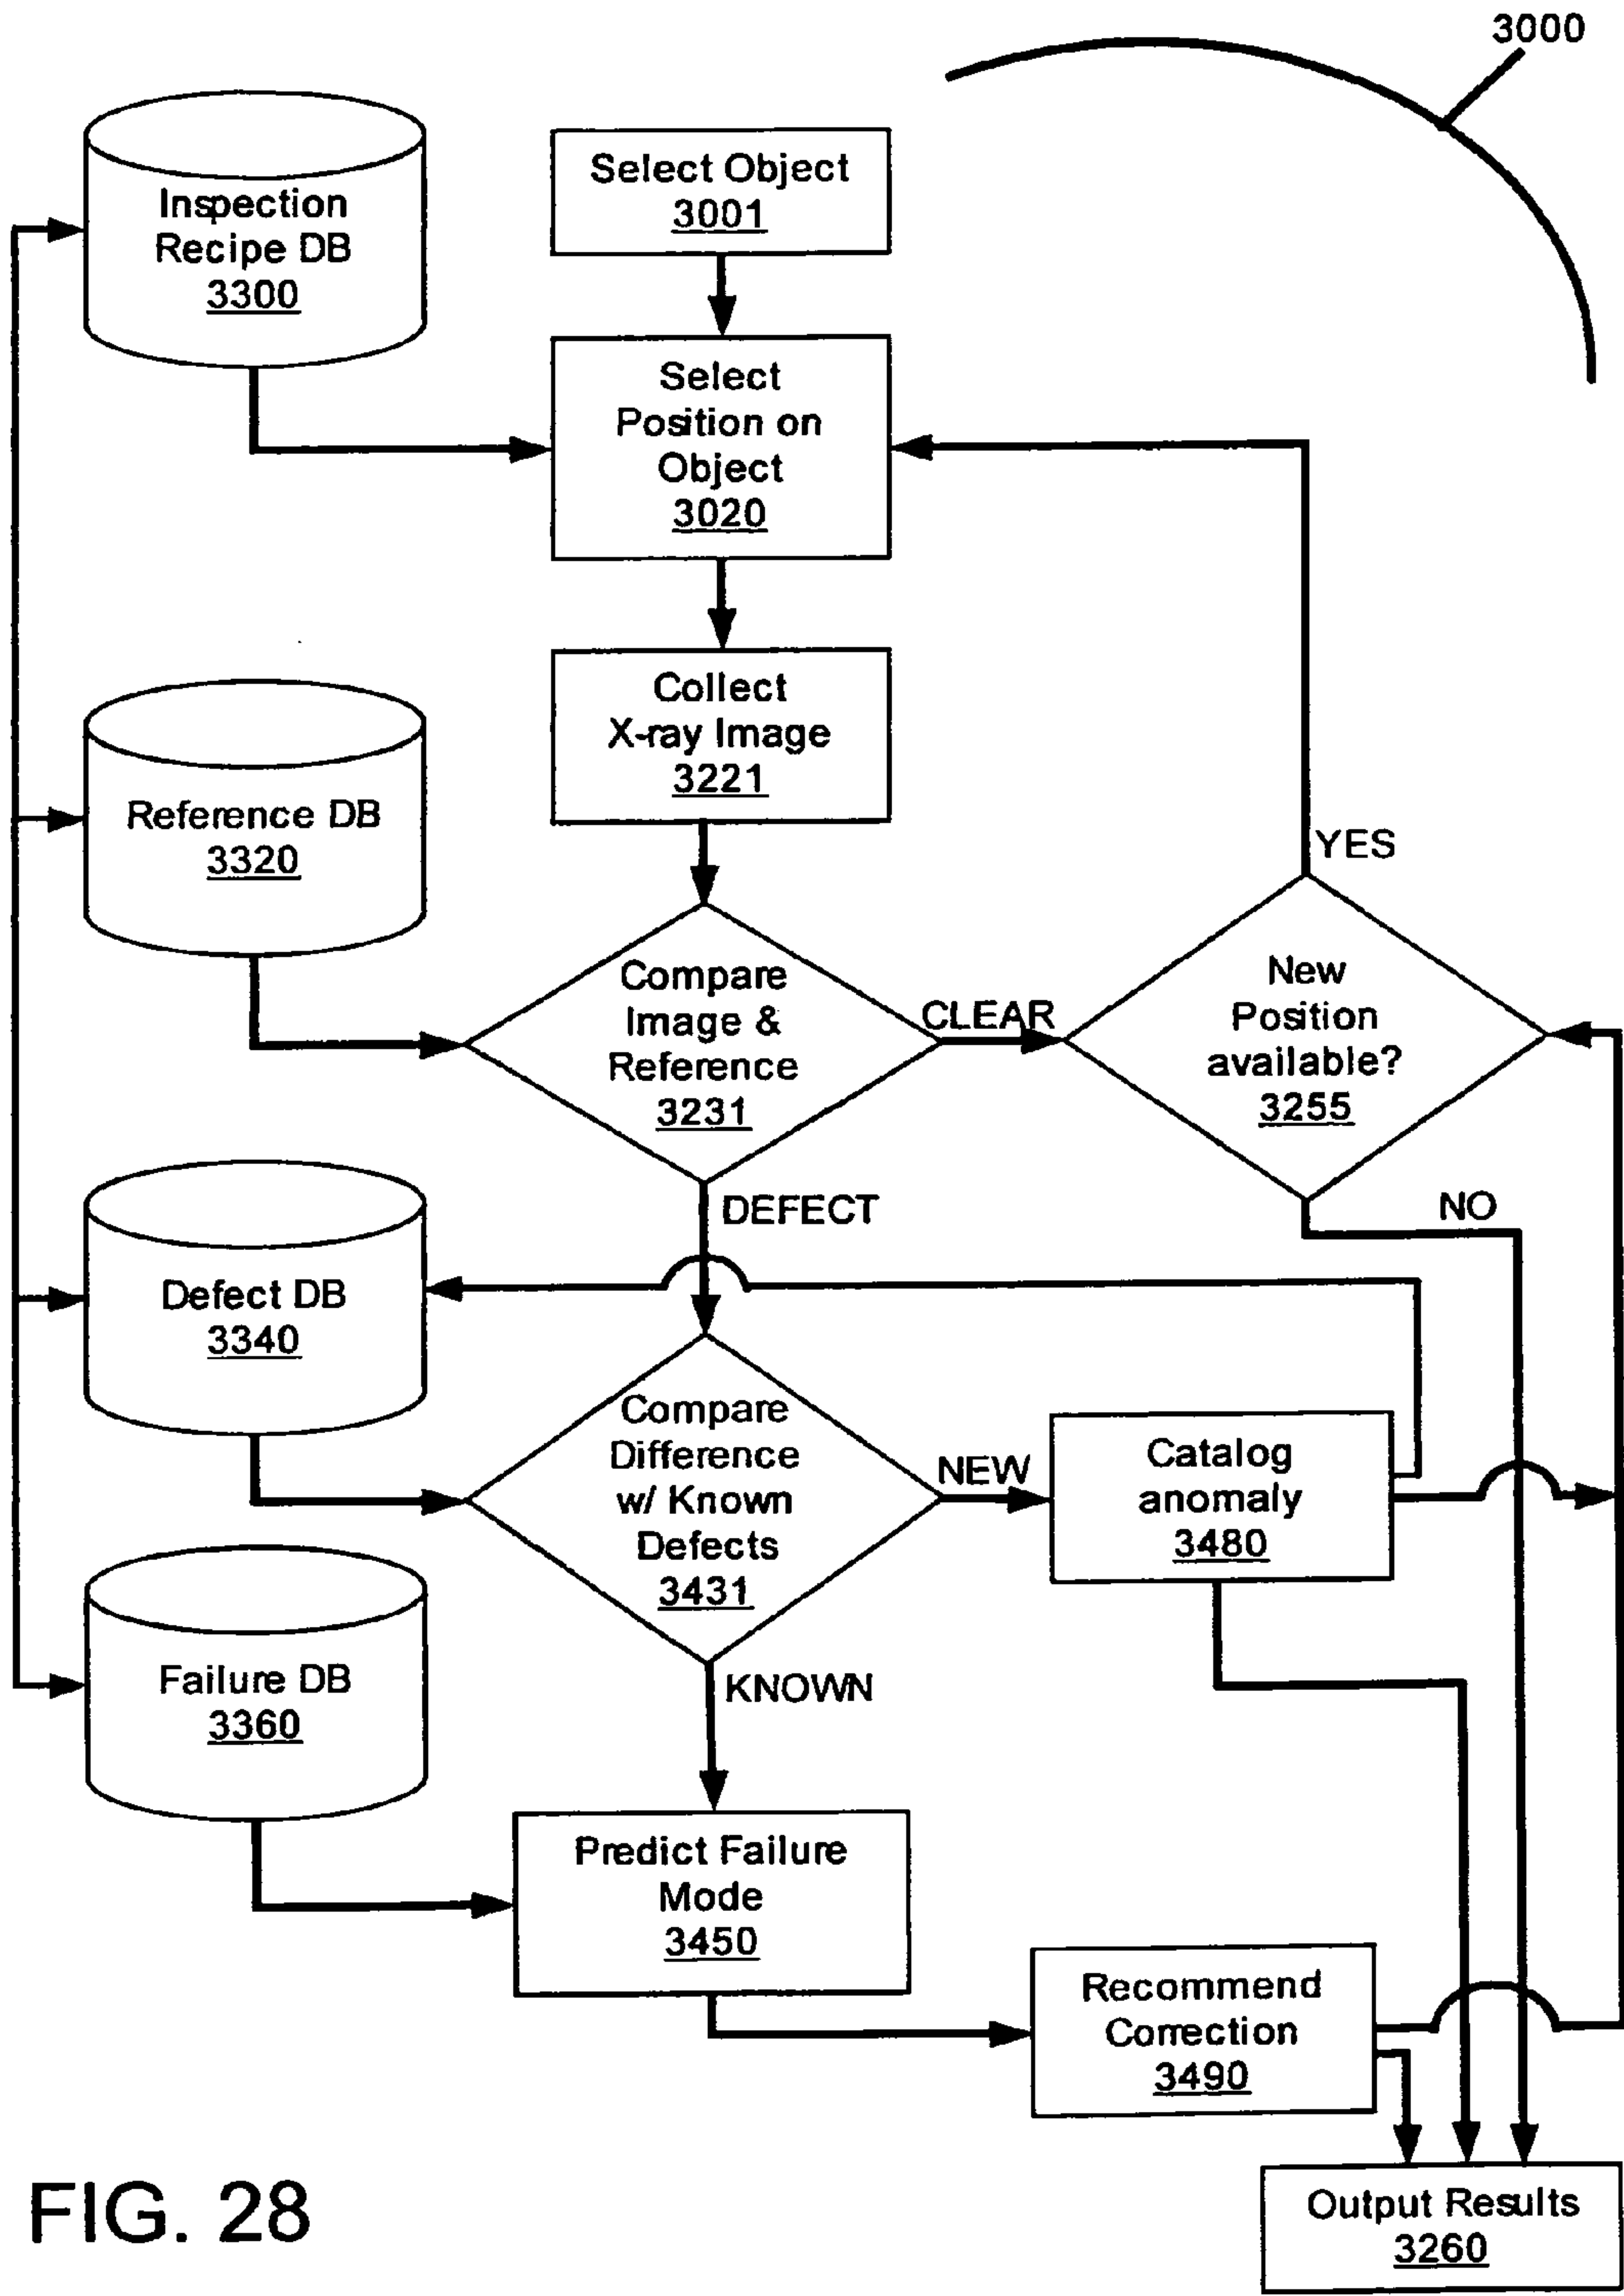 3000
Inspection
Recipe DB
3300
Select Object
3001
Select
Position on
Object
3020
Collect
X-ray Image
3221
Reference DB
3320
YES
Compare
Image &
Reference
3231
CLEAR
New
Position
available?
3255
DEFECT
NO
Defect DB
3340
Compare
Difference
w/ Known
Defects
3431
NEW
Catalog
anomaly
3480
Failure DB
3360
KNOWN
Predict Failure
Mode
3450
Recommend
Correction
3490
Output Results
3260
FIG. 28